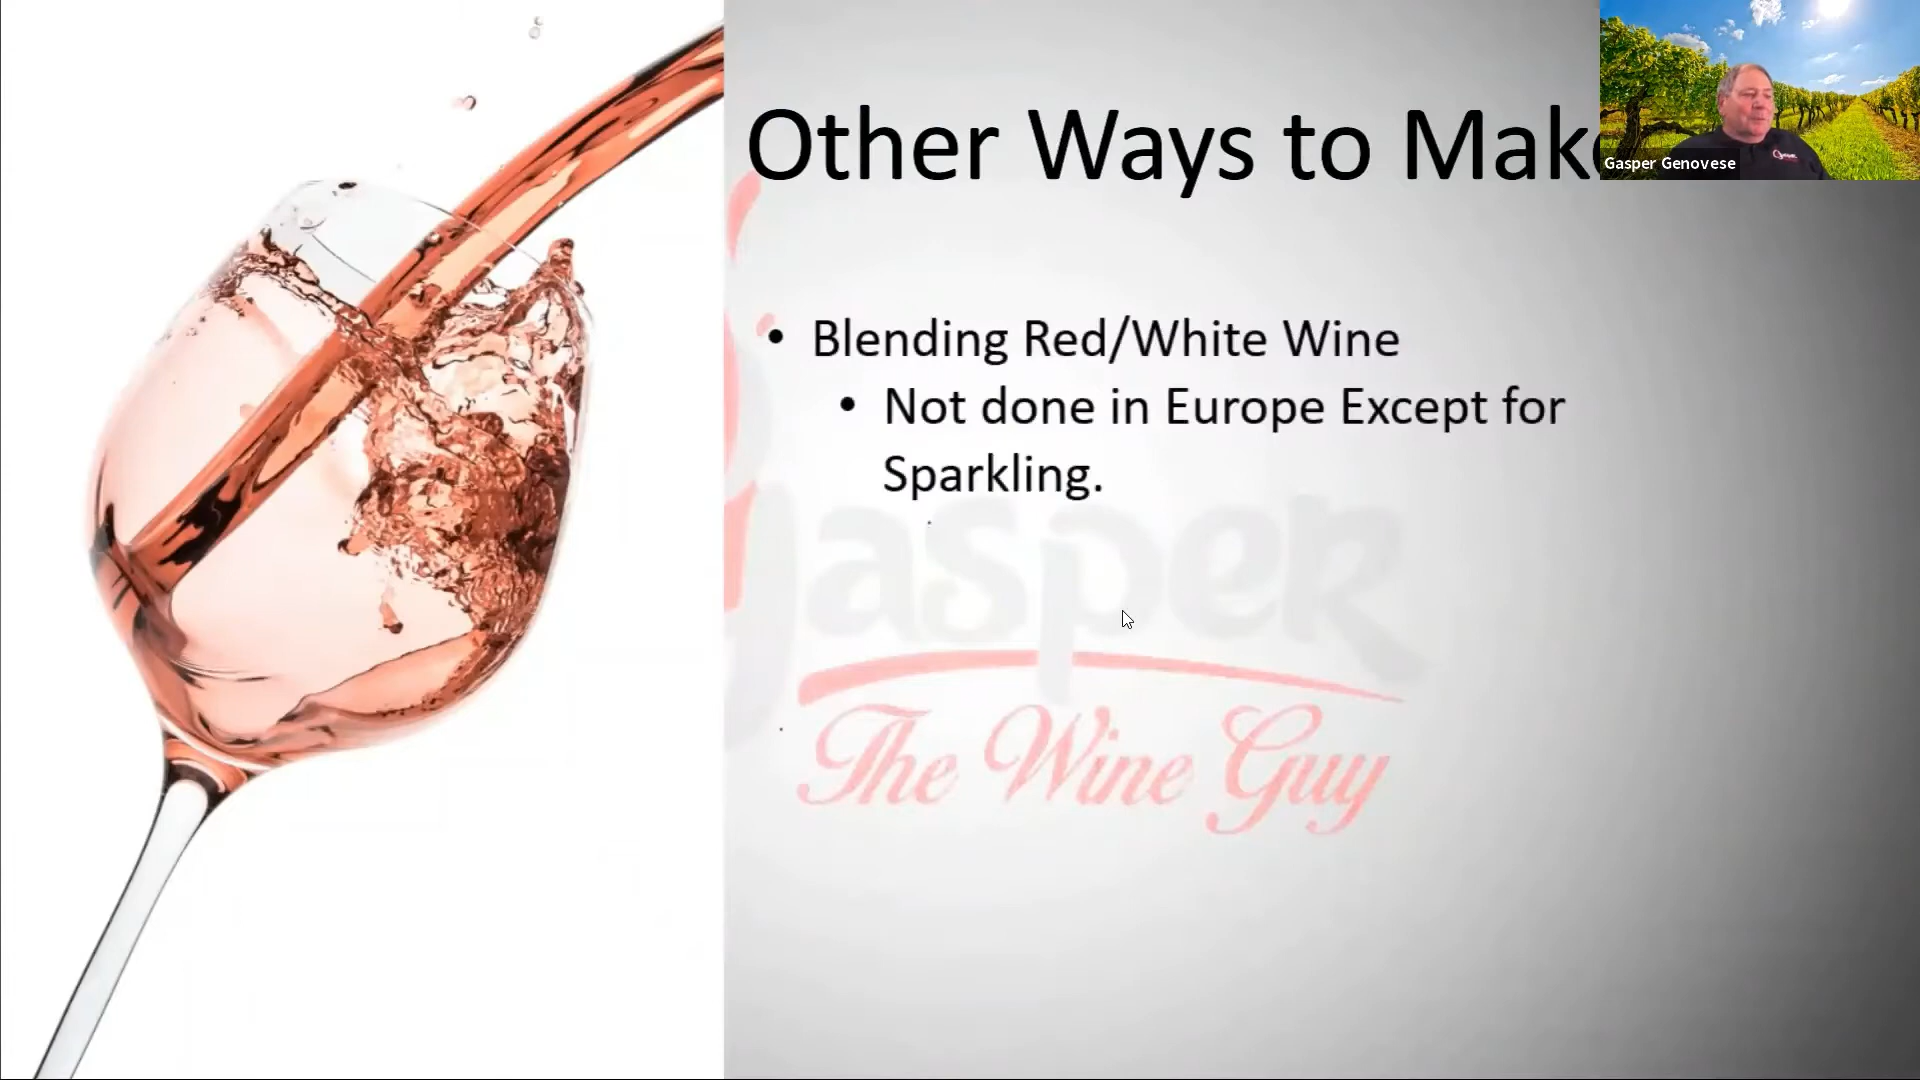 Other Ways to Make
Gasper Genovese
• Blending Red/White Wine
• Not done in Europe Except for
Sparkling.
Gasper
The Wine Guy